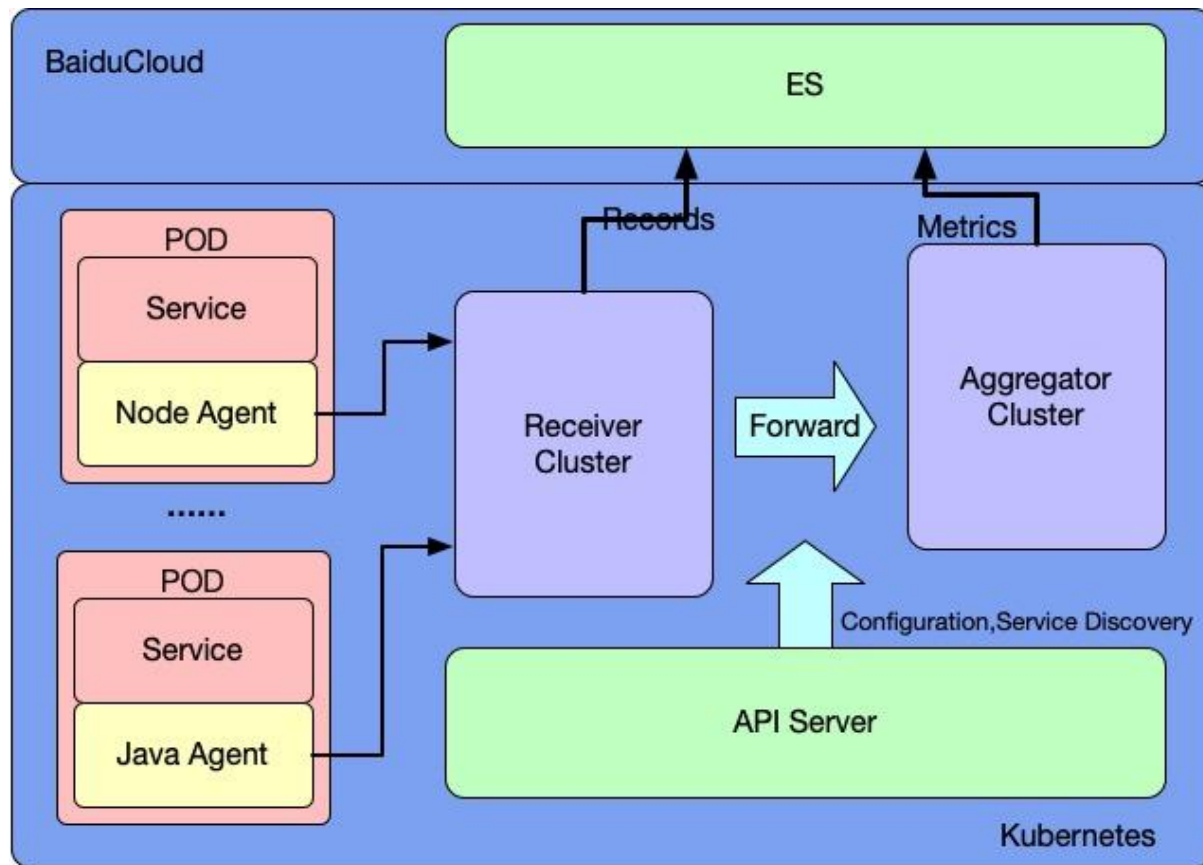 BaiduCloud
ES
Records
Metrics
POD
Service
Node Agent
......
POD
Service
Java Agent
Receiver
Cluster
Forward
Aggregator
Cluster
Configuration,Service Discovery
API Server
Kubernetes